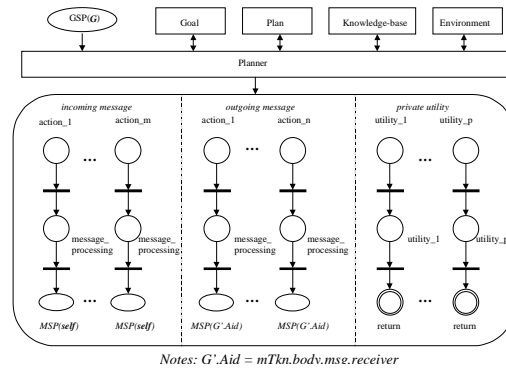 GSP(G)
Goal
Plan
Knowledge-base
Environment
Planner
incoming message
outgoing message
private utility
action_1
action_m
action_1
action_n
utility_1
utility_p
...
...
...
message_
processing
message_
processing
message_
processing
message_
processing
utility_1
utility_p
...
...
...
MSP(self)
MSP(self)
MSP(G'.Aid)
MSP(G'.Aid)
return
return
Notes: G'.Aid = mTkn.body.msg.receiver